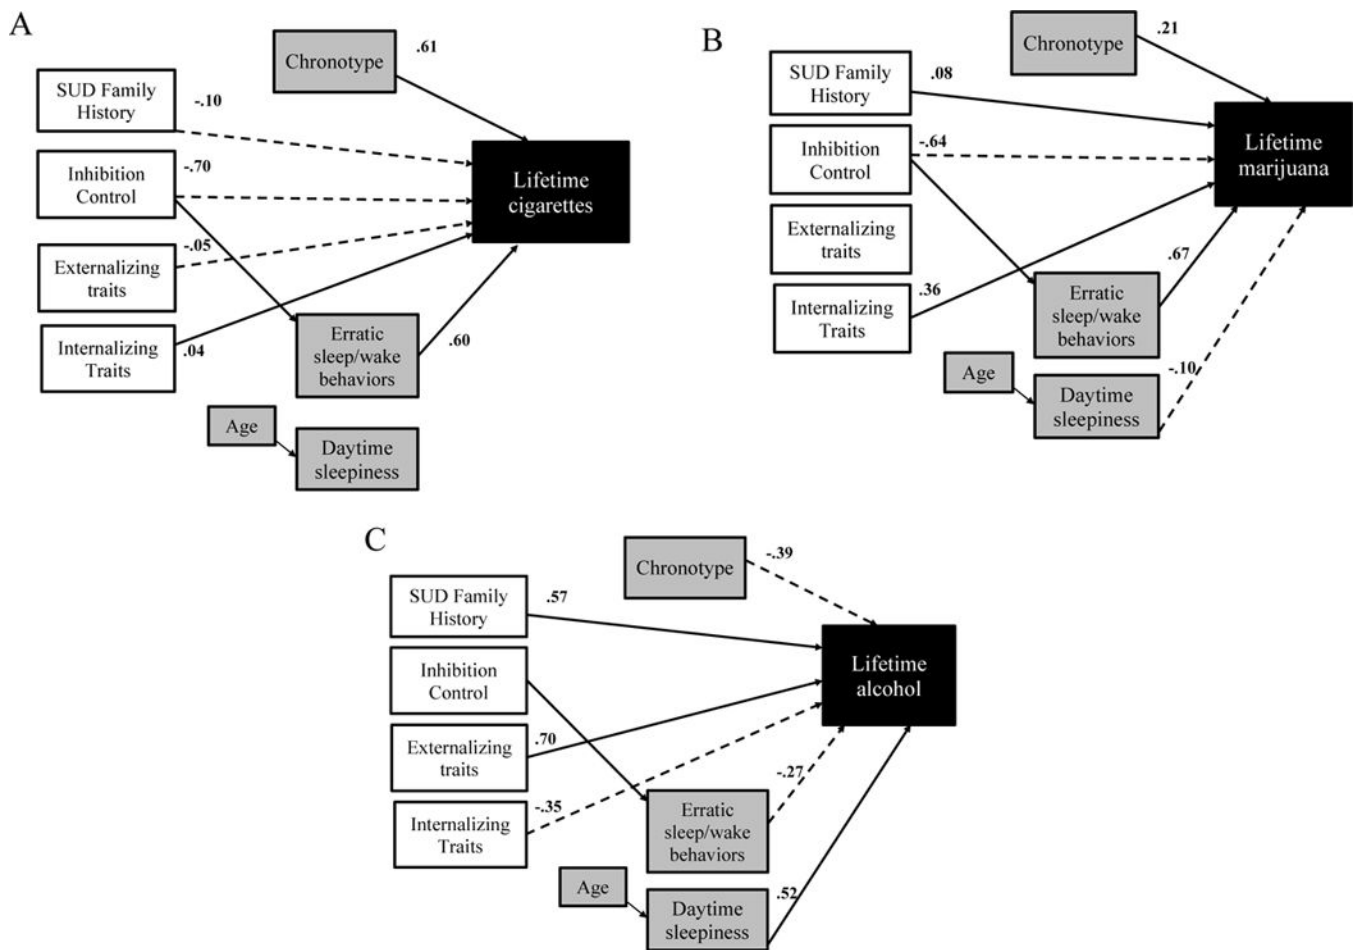 A
Chronotype
.61
SUD Family
History
-.10
Inhibition
Control
-.70
Externalizing
traits
-.05
Internalizing
Traits
.04
Lifetime
cigarettes
Erratic
sleep/wake
behaviors
.60
Age
Daytime
sleepiness
B
Chronotype
.21
SUD Family
History
.08
Inhibition
Control
-.64
Externalizing
traits
Internalizing
Traits
.36
Lifetime
marijuana
Erratic
sleep/wake
behaviors
.67
Age
Daytime
sleepiness
-.10
C
Chronotype
-.39
SUD Family
History
.57
Inhibition
Control
Externalizing
traits
.70
Internalizing
Traits
-.35
Lifetime
alcohol
Erratic
sleep/wake
behaviors
-.27
Age
Daytime
sleepiness
.52